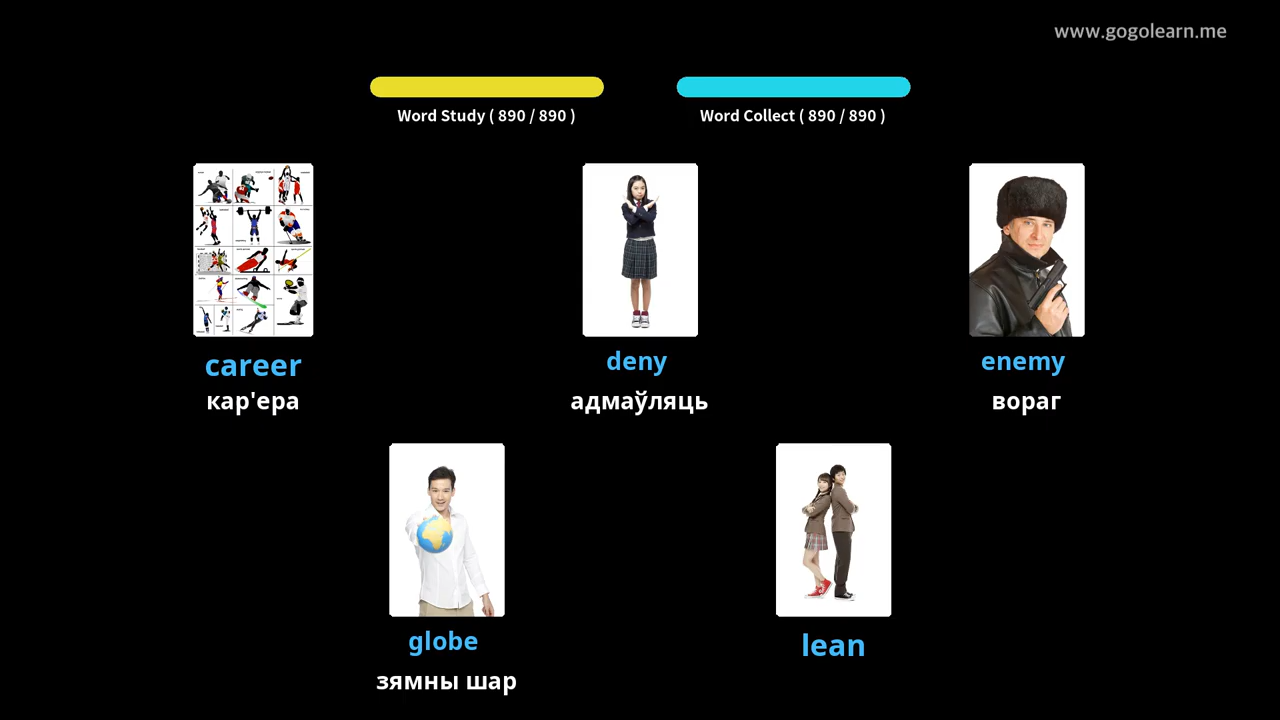 www.gogolearn.me
Word Study ( 890 / 890 )
Word Collect ( 890 / 890 )
career
кар'ера
deny
адмаўляць
enemy
вораг
globe
зямны шар
lean